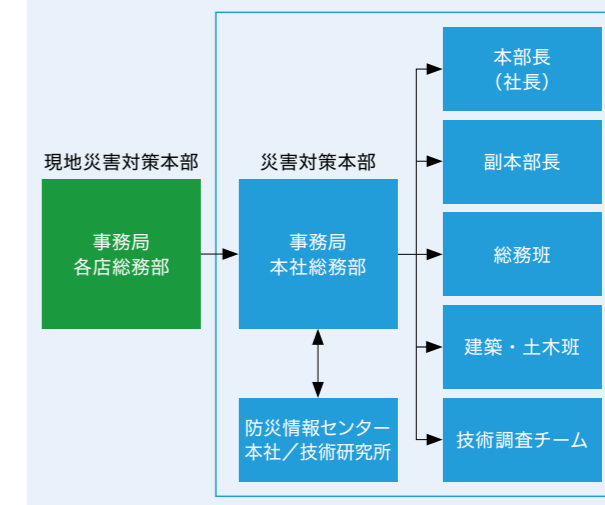 現地災害対策本部
事務局
各店総務部
災害対策本部
事務局
本社総務部
防災情報センター
本社／技術研究所
本部長
（社長）
副本部長
総務班
建築・土木班
技術調査チーム